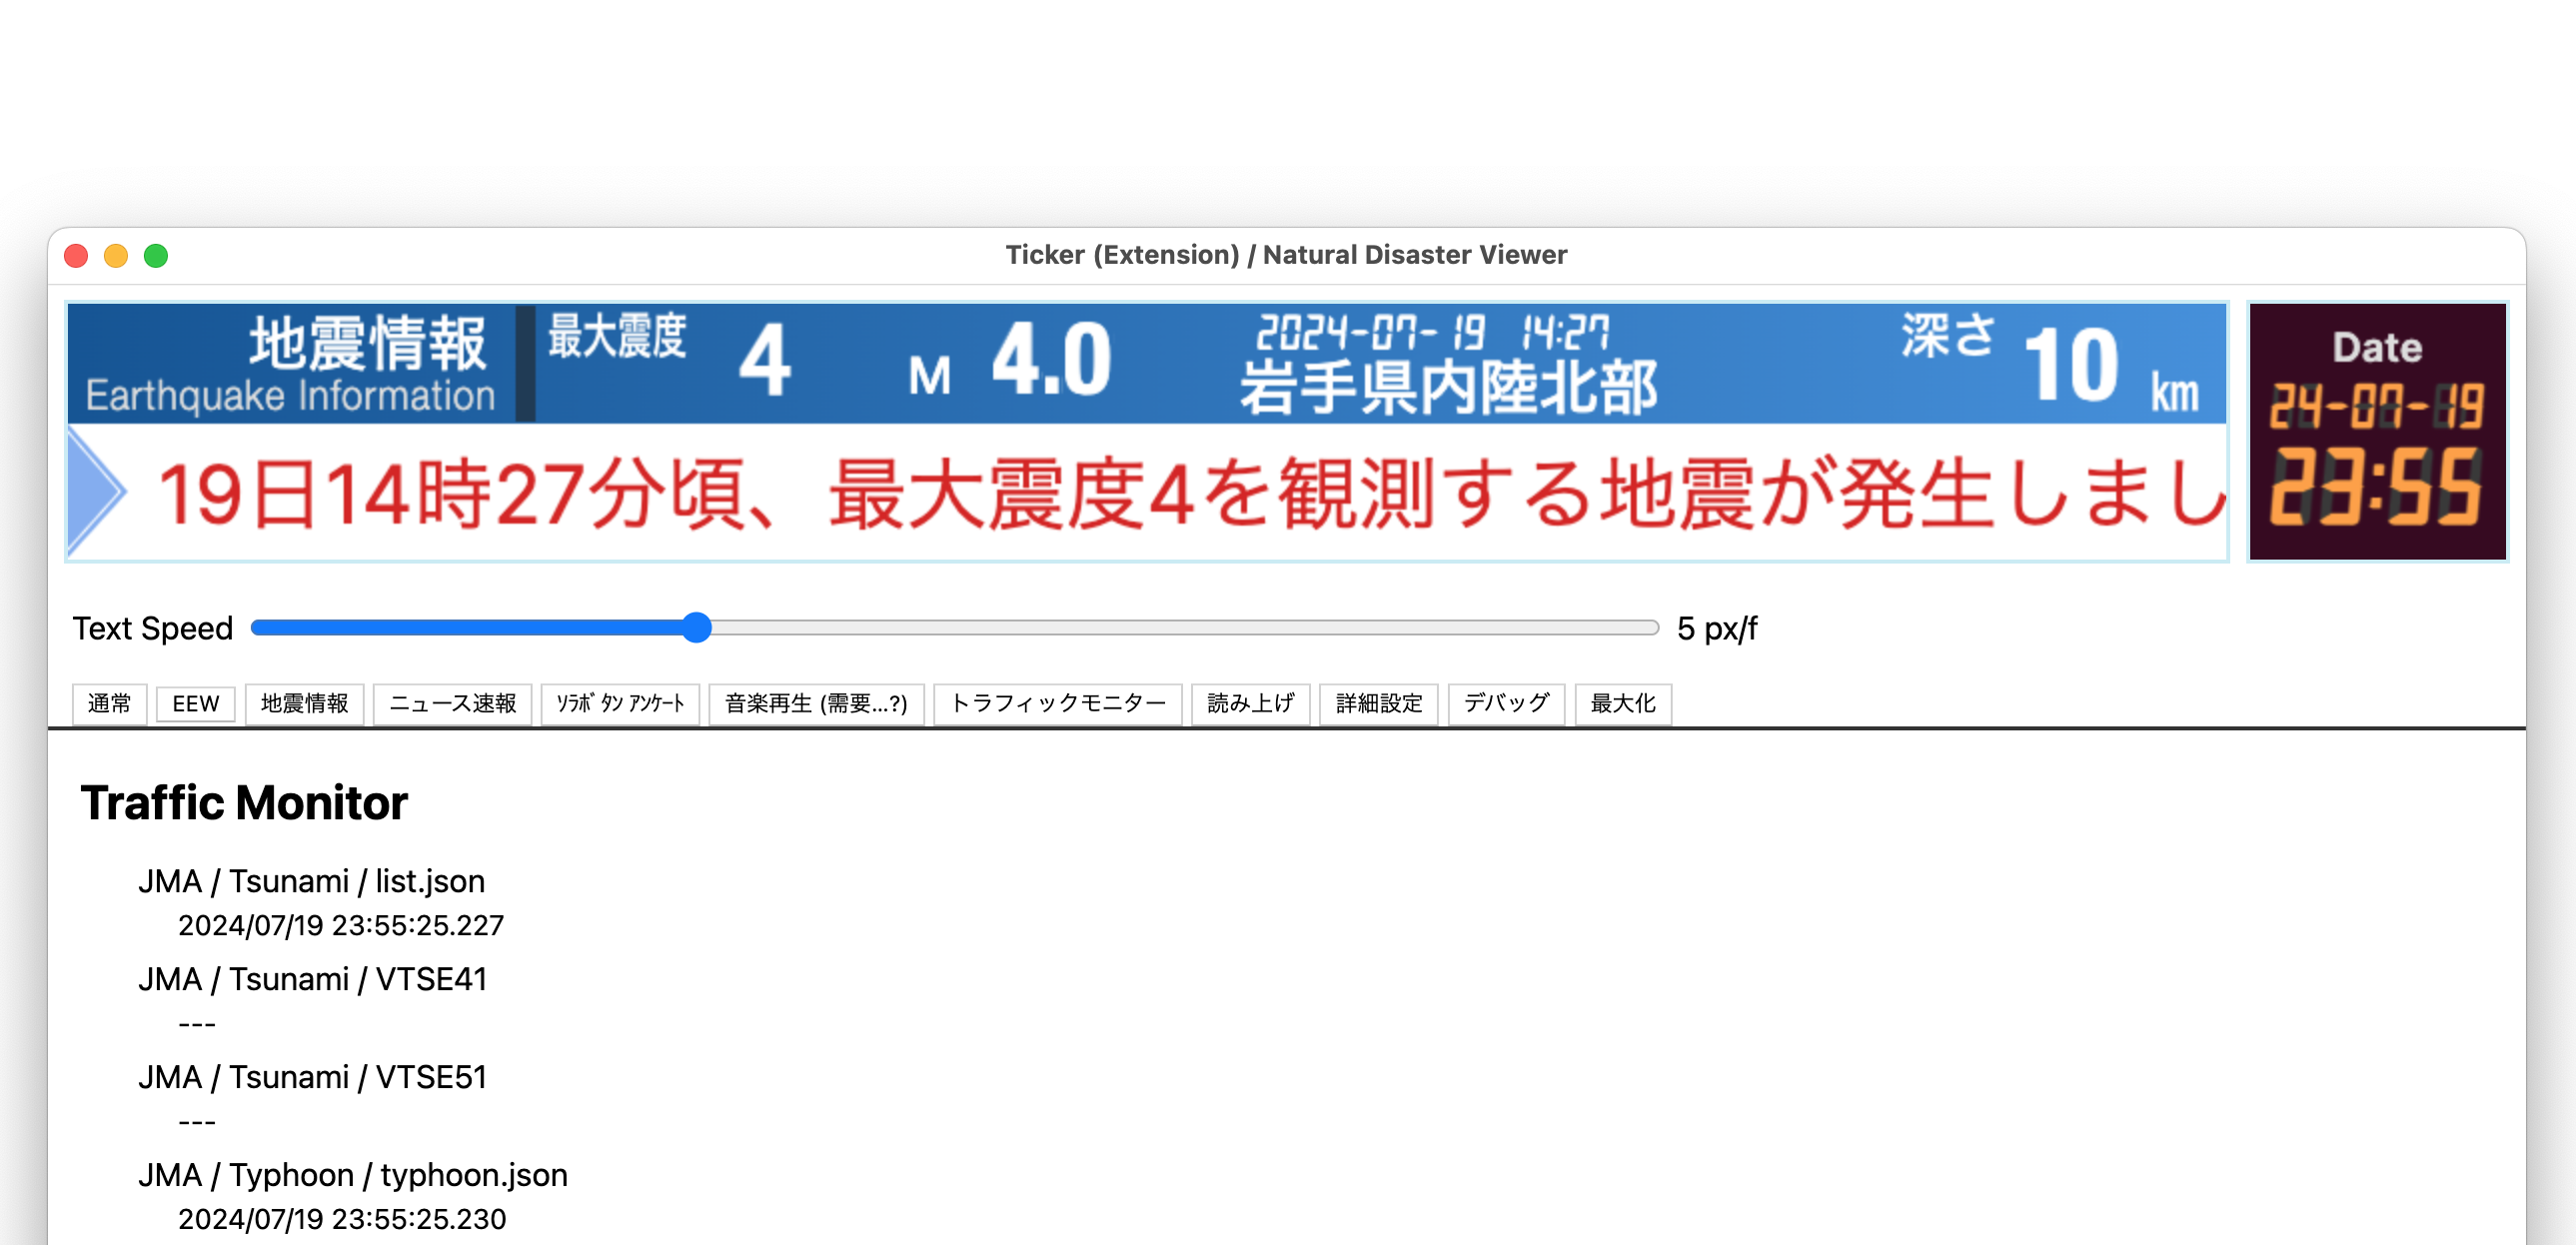 Ticker (Extension) / Natural Disaster Viewer
地震情報
Earthquake Information
最大震度 4 M 4.0
2024-07-19 14:27
岩手県内陸北部
深さ 10 km
Date
24-07-19
23:55
19日14時27分頃、最大震度4を観測する地震が発生しまし
Text Speed 5 px/f
通常 EEW 地震情報 ニュース速報 ｿﾗﾎﾞﾀﾝ ｱﾝｹｰﾄ 音楽再生 (需要...?) トラフィックモニター 読み上げ 詳細設定 デバッグ 最大化
Traffic Monitor
JMA / Tsunami / list.json
2024/07/19 23:55:25.227
JMA / Tsunami / VTSE41
---
JMA / Tsunami / VTSE51
---
JMA / Typhoon / typhoon.json
2024/07/19 23:55:25.230